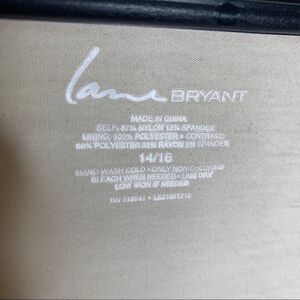 Lane BRYANT
MADE IN CHINA
SELF: 87% NYLON 13% SPANDEX
LINING: 100% POLYESTER • CONTRAST:
66% POLYESTER 31% RAYON 3% SPANDEX
14/16
HAND WASH COLD • ONLY NON-CHLORINE
BLEACH WHEN NEEDED • LINE DRY
LOW IRON IF NEEDED
RN